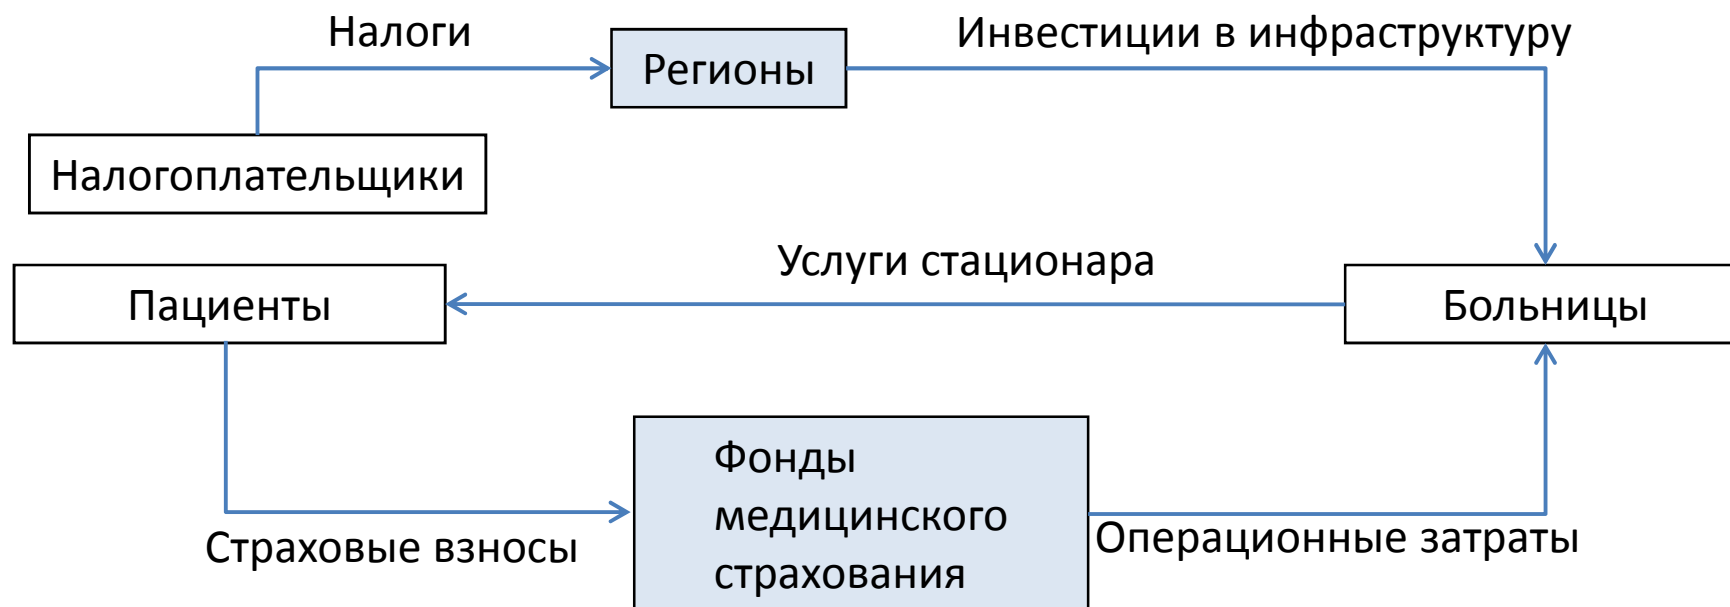 Налоги
Инвестиции в инфраструктуру
Регионы
Налогоплательщики
Услуги стационара
Пациенты
Больницы
Фонды
медицинского
страхования
Страховые взносы
Операционные затраты